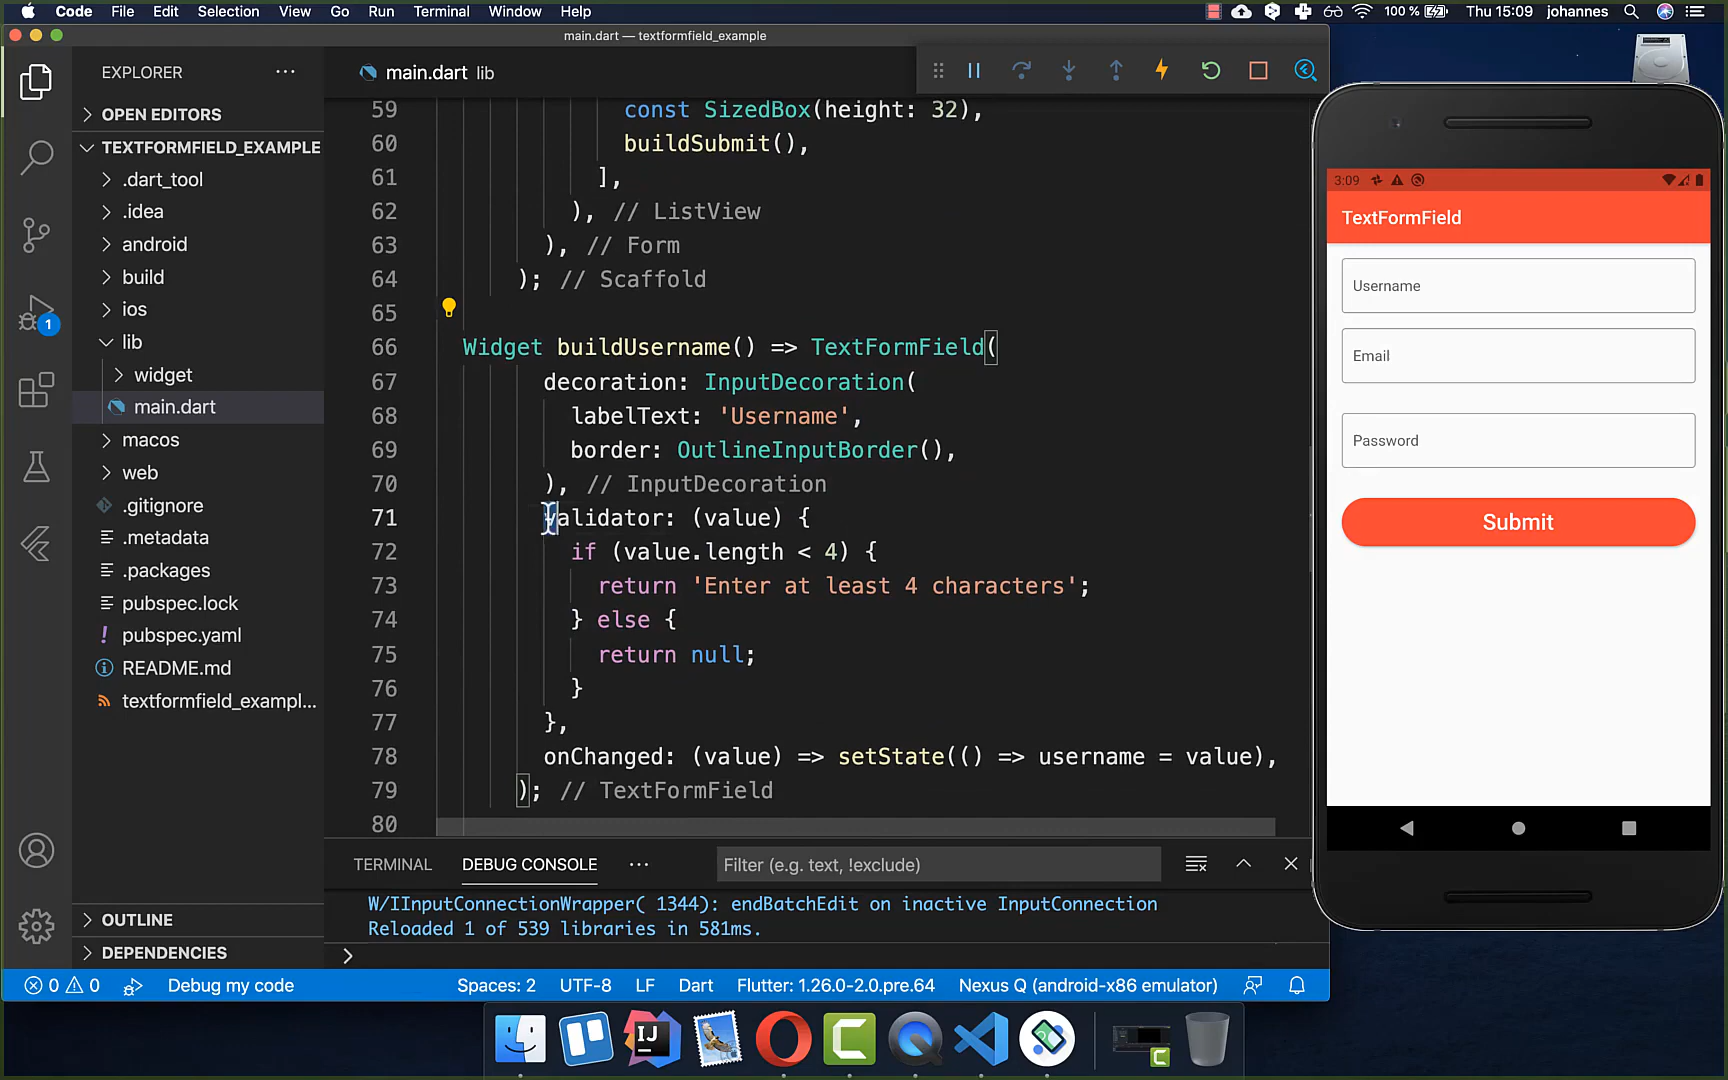 Code File Edit Selection View Go Run Terminal Window Help 100 % Thu 15:09 johannes
main.dart — textformfield_example
EXPLORER
OPEN EDITORS
TEXTFORMFIELD_EXAMPLE
.dart_tool
.idea
android
build
ios
lib
widget
main.dart
macos
web
.gitignore
.metadata
.packages
pubspec.lock
pubspec.yaml
README.md
textformfield_exampl...
OUTLINE
DEPENDENCIES
1
main.dart lib
59 const SizedBox(height: 32),
60 buildSubmit(),
61 ],
62 ), // ListView
63 ), // Form
64 ); // Scaffold
65
66 Widget buildUsername() => TextFormField(
67 decoration: InputDecoration(
68 labelText: 'Username',
69 border: OutlineInputBorder(),
70 ), // InputDecoration
71 validator: (value) {
72 if (value.length < 4) {
73 return 'Enter at least 4 characters';
74 } else {
75 return null;
76 }
77 },
78 onChanged: (value) => setState(() => username = value),
79 ); // TextFormField
80
TERMINAL DEBUG CONSOLE Filter (e.g. text, !exclude)
W/IInputConnectionWrapper( 1344): endBatchEdit on inactive InputConnection
Reloaded 1 of 539 libraries in 581ms.
0 0 Debug my code Spaces: 2 UTF-8 LF Dart Flutter: 1.26.0-2.0.pre.64 Nexus Q (android-x86 emulator)
3:09
TextFormField
Username
Email
Password
Submit
IJ
C
C